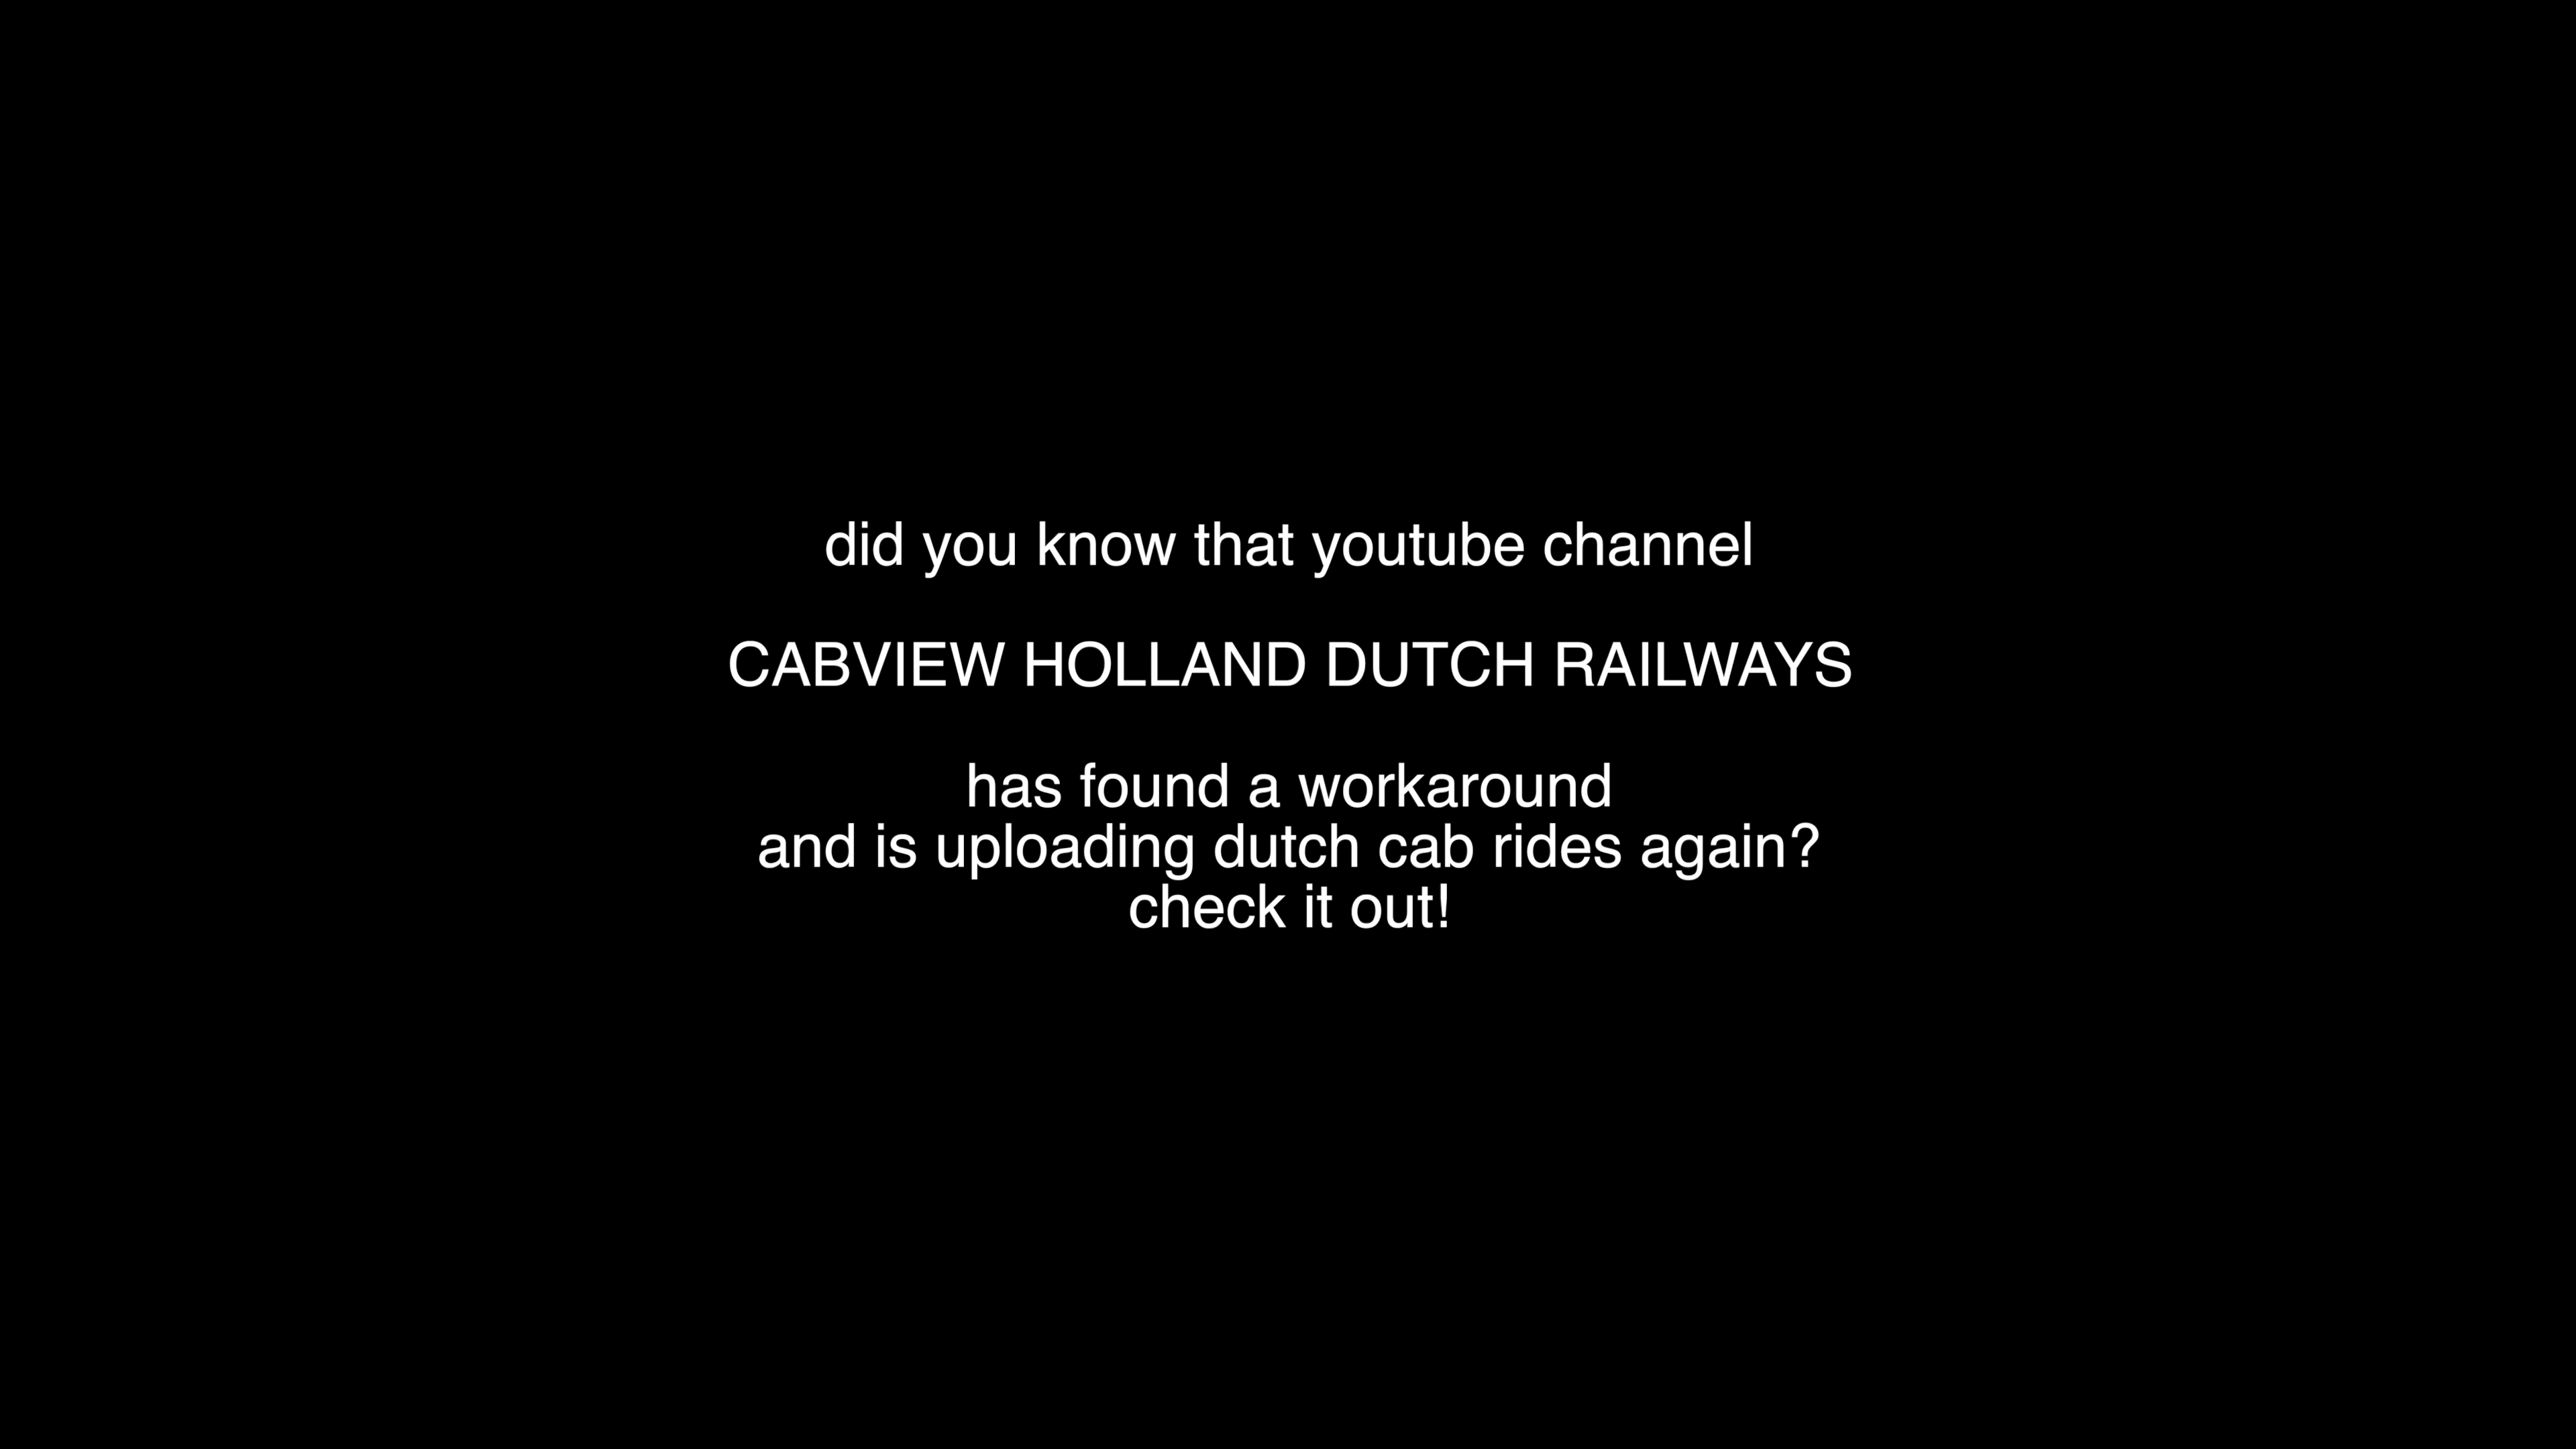 did you know that youtube channel
CABVIEW HOLLAND DUTCH RAILWAYS
has found a workaround
and is uploading dutch cab rides again?
check it out!